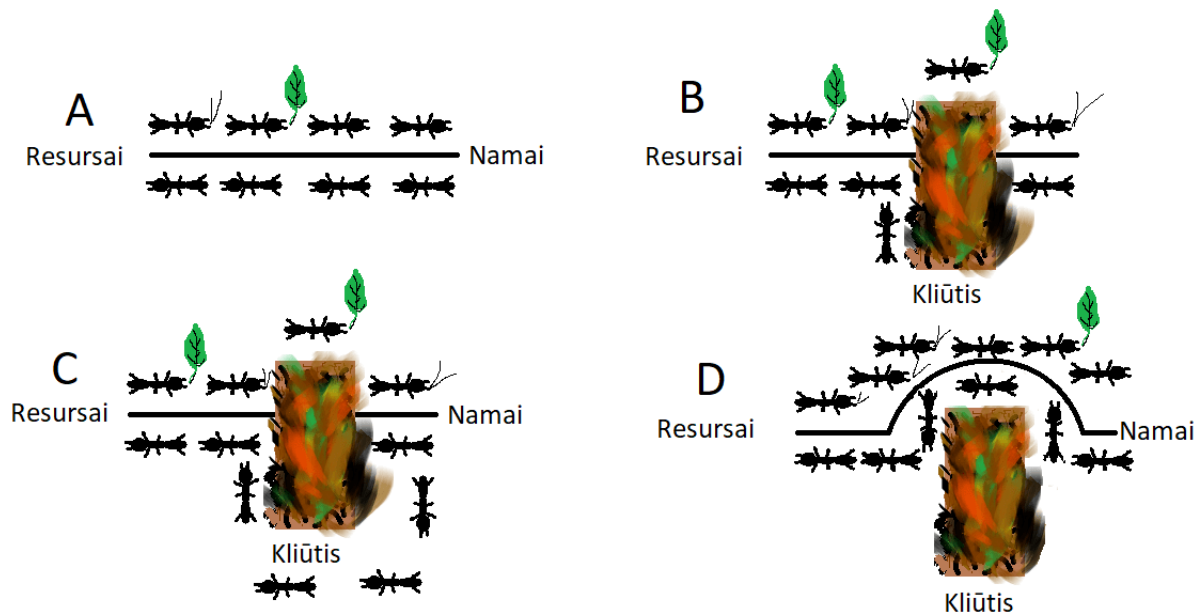 A
Resursai
Namai
B
Resursai
Kliūtis
C
Resursai
Namai
Kliūtis
D
Resursai
Namai
Kliūtis